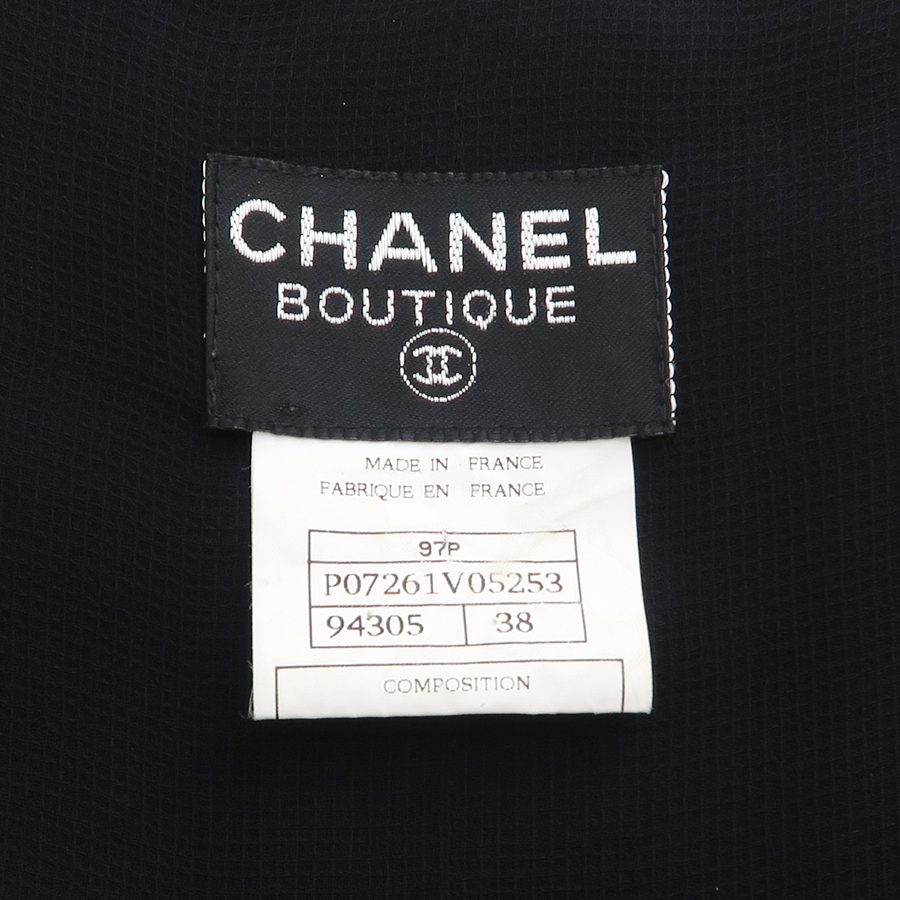 CHANEL
BOUTIQUE
MADE IN FRANCE
FABRIQUE EN FRANCE
97P
P07261V05253
94305 38
COMPOSITION